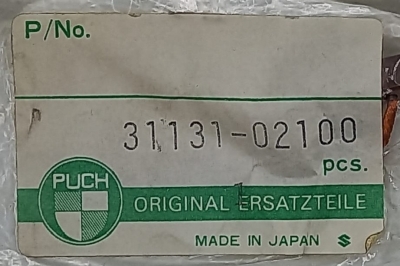 P/No.
31131-02100
pcs.
PUCH
1
ORIGINAL ERSATZTEILE
MADE IN JAPAN